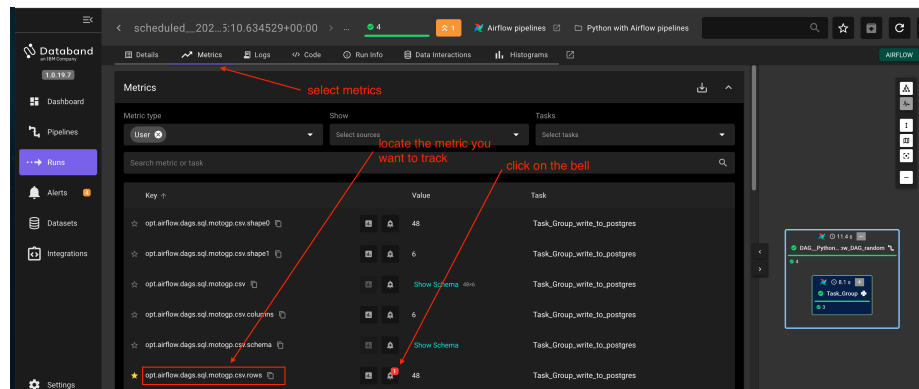 scheduled__202...5:10.634529+00:00 > ... 4 1 Airflow pipelines Python with Airflow pipelines
Databand
an IBM Company
1.0.19.7
Dashboard
Pipelines
Runs
Alerts 4
Datasets
Integrations
Settings
Details Metrics Logs </> Code Run Info Data Interactions Histograms
AIRFLOW
Metrics
select metrics
Metric type Show Tasks
User Select sources Select tasks
locate the metric you
want to track
click on the bell
Search metric or task
Key ↑ Value Task
opt.airflow.dags.sql.motogp.csv.shape0 48 Task_Group_write_to_postgres
opt.airflow.dags.sql.motogp.csv.shape1 6 Task_Group_write_to_postgres
opt.airflow.dags.sql.motogp.csv Show Schema 48×6 Task_Group_write_to_postgres
opt.airflow.dags.sql.motogp.csv.columns 6 Task_Group_write_to_postgres
opt.airflow.dags.sql.motogp.csv.schema Show Schema Task_Group_write_to_postgres
opt.airflow.dags.sql.motogp.csv.rows 1 48 Task_Group_write_to_postgres
11.4 s
DAG__Python... ow_DAG_random
4
8.1 s
Task_Group
3